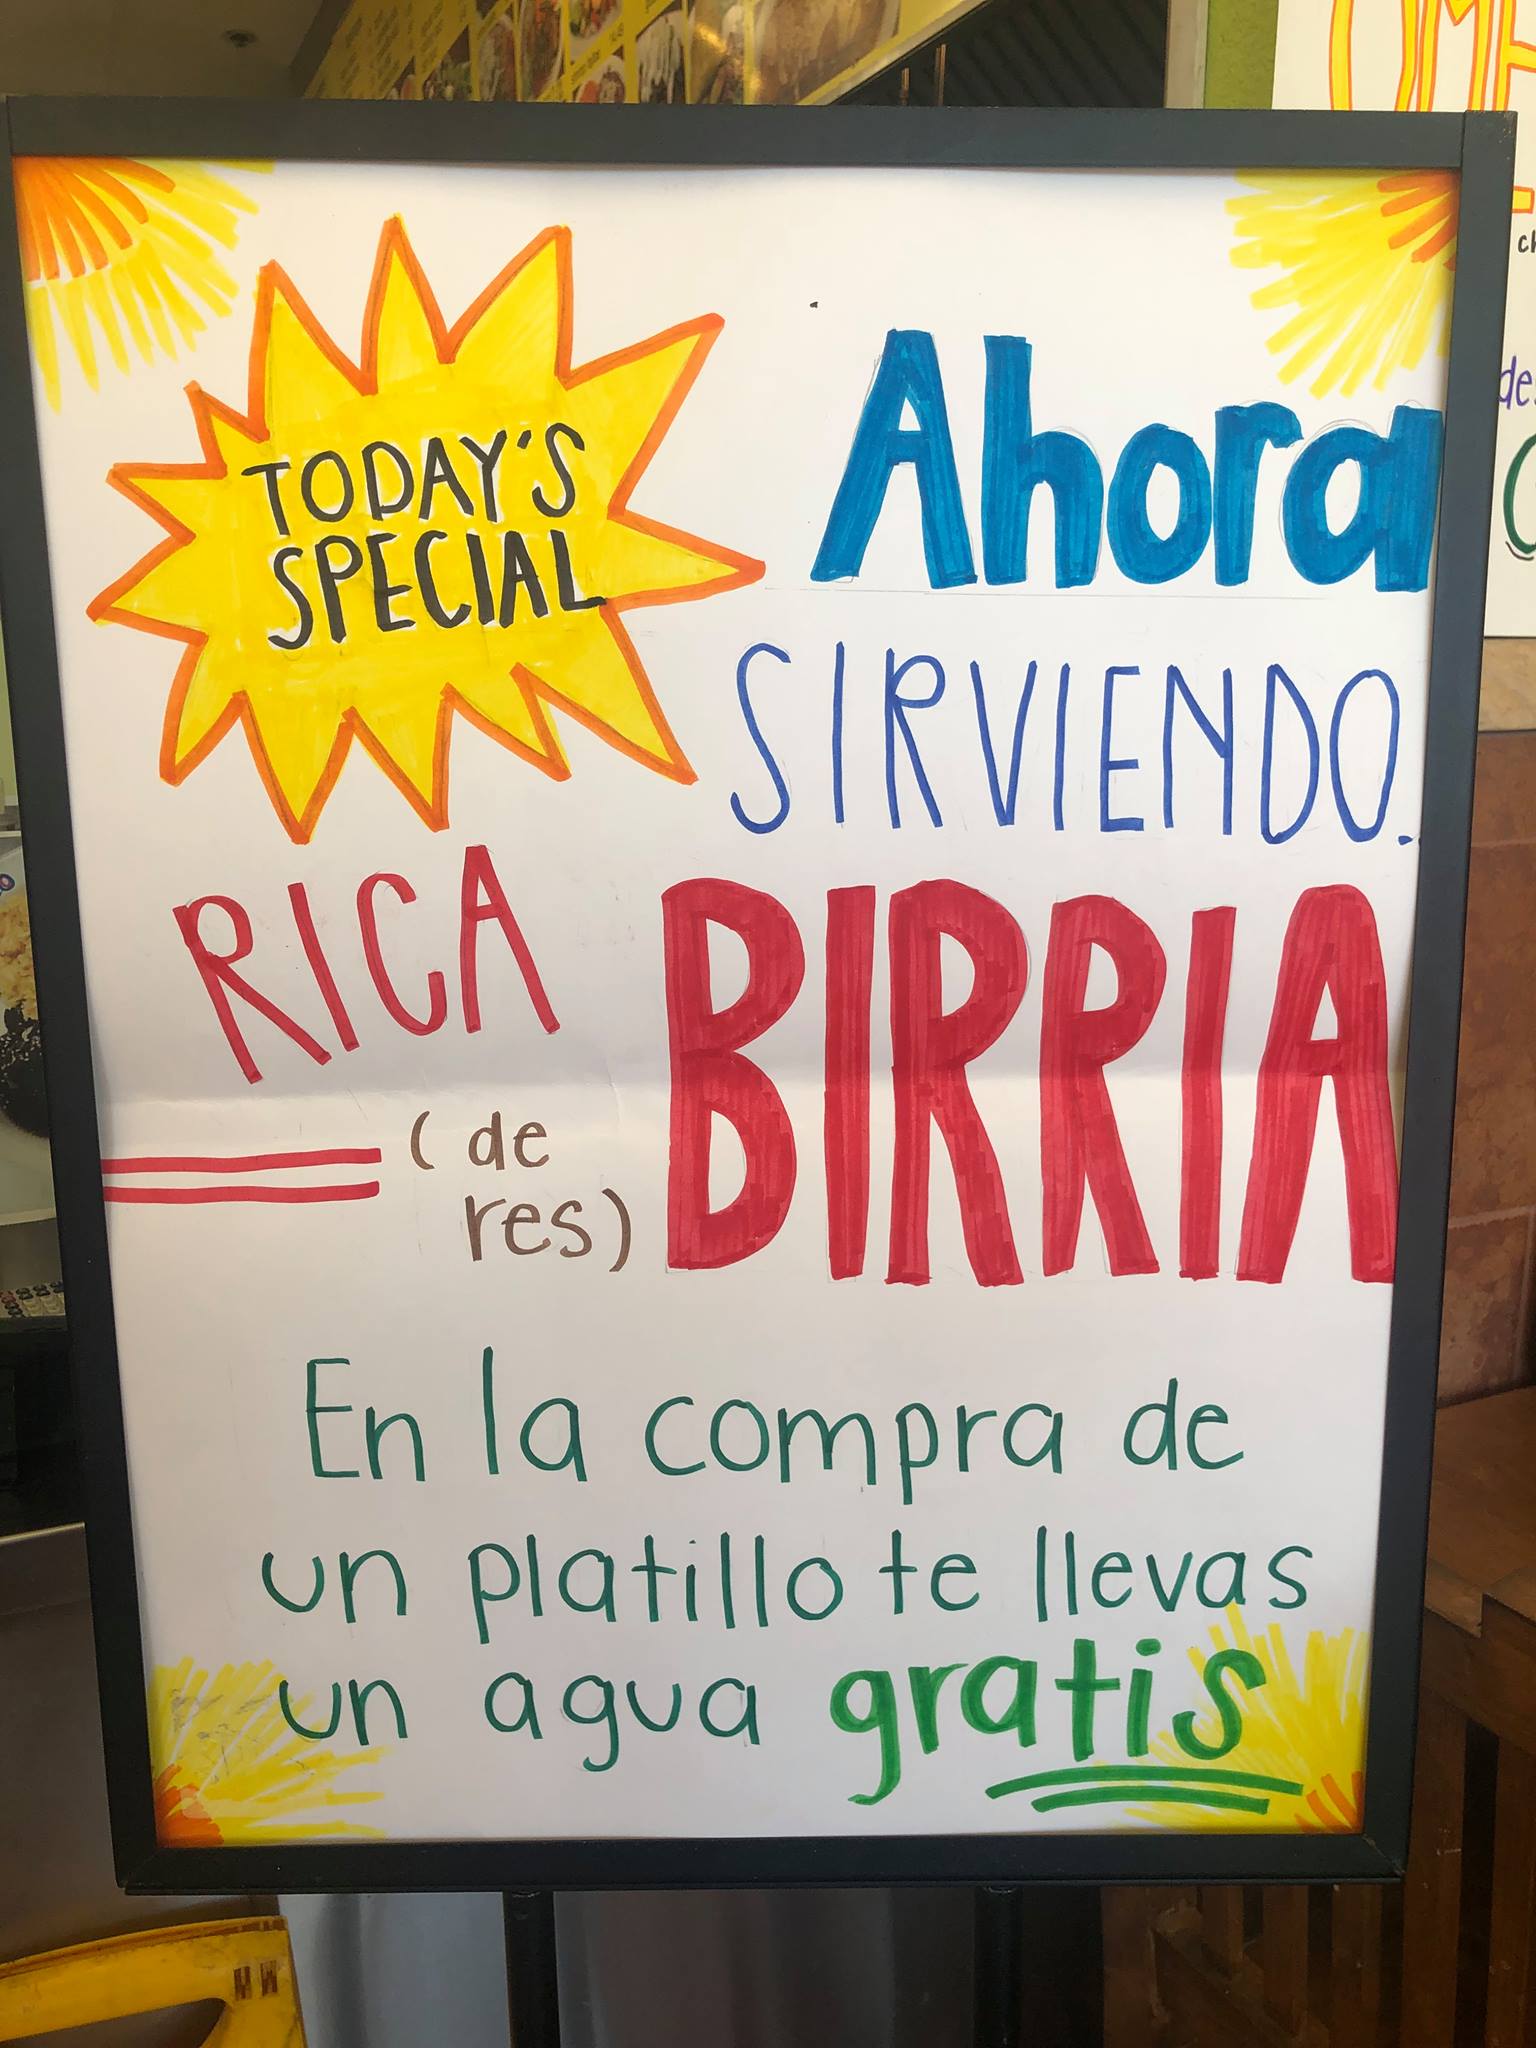 TODAY'S
SPECIAL
Ahora
SIRVIENDO.
RICA
BIRRIA
(de
res)
En la compra de
un platillo te llevas
un agua gratis